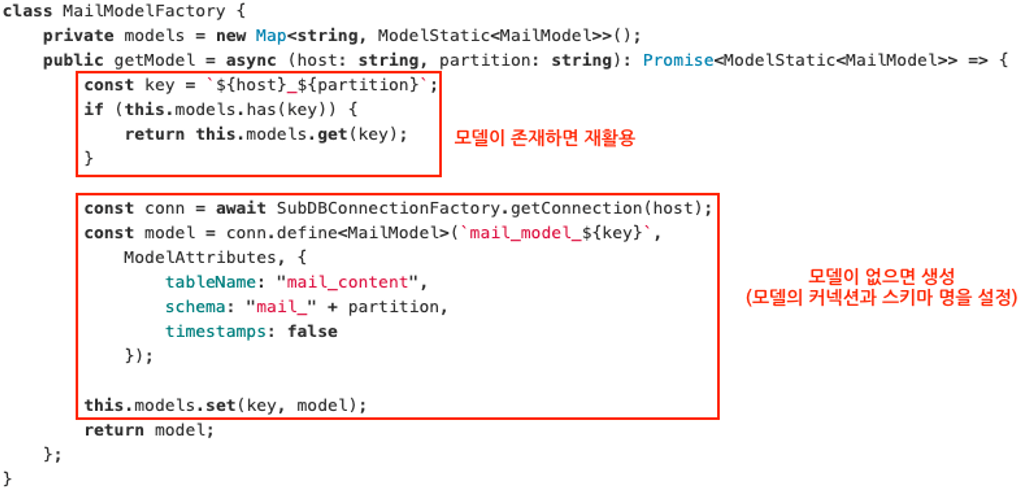 class MailModelFactory {
    private models = new Map<string, ModelStatic<MailModel>>();
    public getModel = async (host: string, partition: string): Promise<ModelStatic<MailModel>> => {
        const key = `${host}_${partition}`;
        if (this.models.has(key)) {
            return this.models.get(key);
        }
모델이 존재하면 재활용
        const conn = await SubDBConnectionFactory.getConnection(host);
        const model = conn.define<MailModel>(`mail_model_${key}`,
            ModelAttributes, {
                tableName: "mail_content",
                schema: "mail_" + partition,
                timestamps: false
            });
모델이 없으면 생성
(모델의 커넥션과 스키마 명을 설정)
        this.models.set(key, model);
        return model;
    };
}